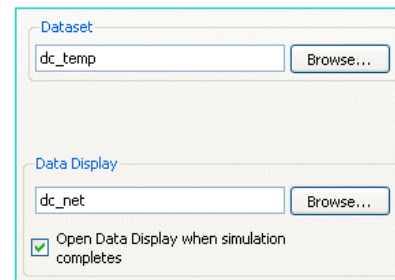 Dataset
dc_temp
Browse...
Data Display
dc_net
Browse...
Open Data Display when simulation
completes